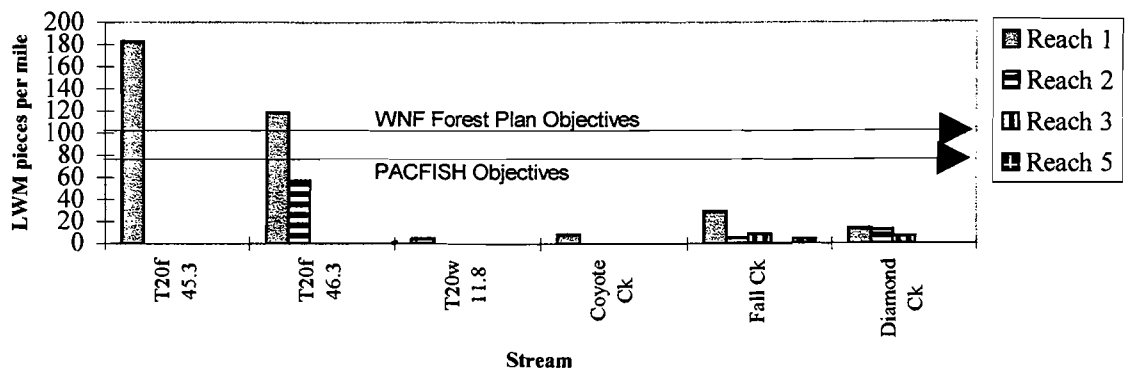 LWM pieces per mile
200
180
160
140
120
100
80
60
40
20
0
WNF Forest Plan Objectives
PACFISH Objectives
T20f
45.3
T20f
46.3
T20w
11.8
Coyote
Ck
Fall Ck
Diamond
Ck
Stream
Reach 1
Reach 2
Reach 3
Reach 5